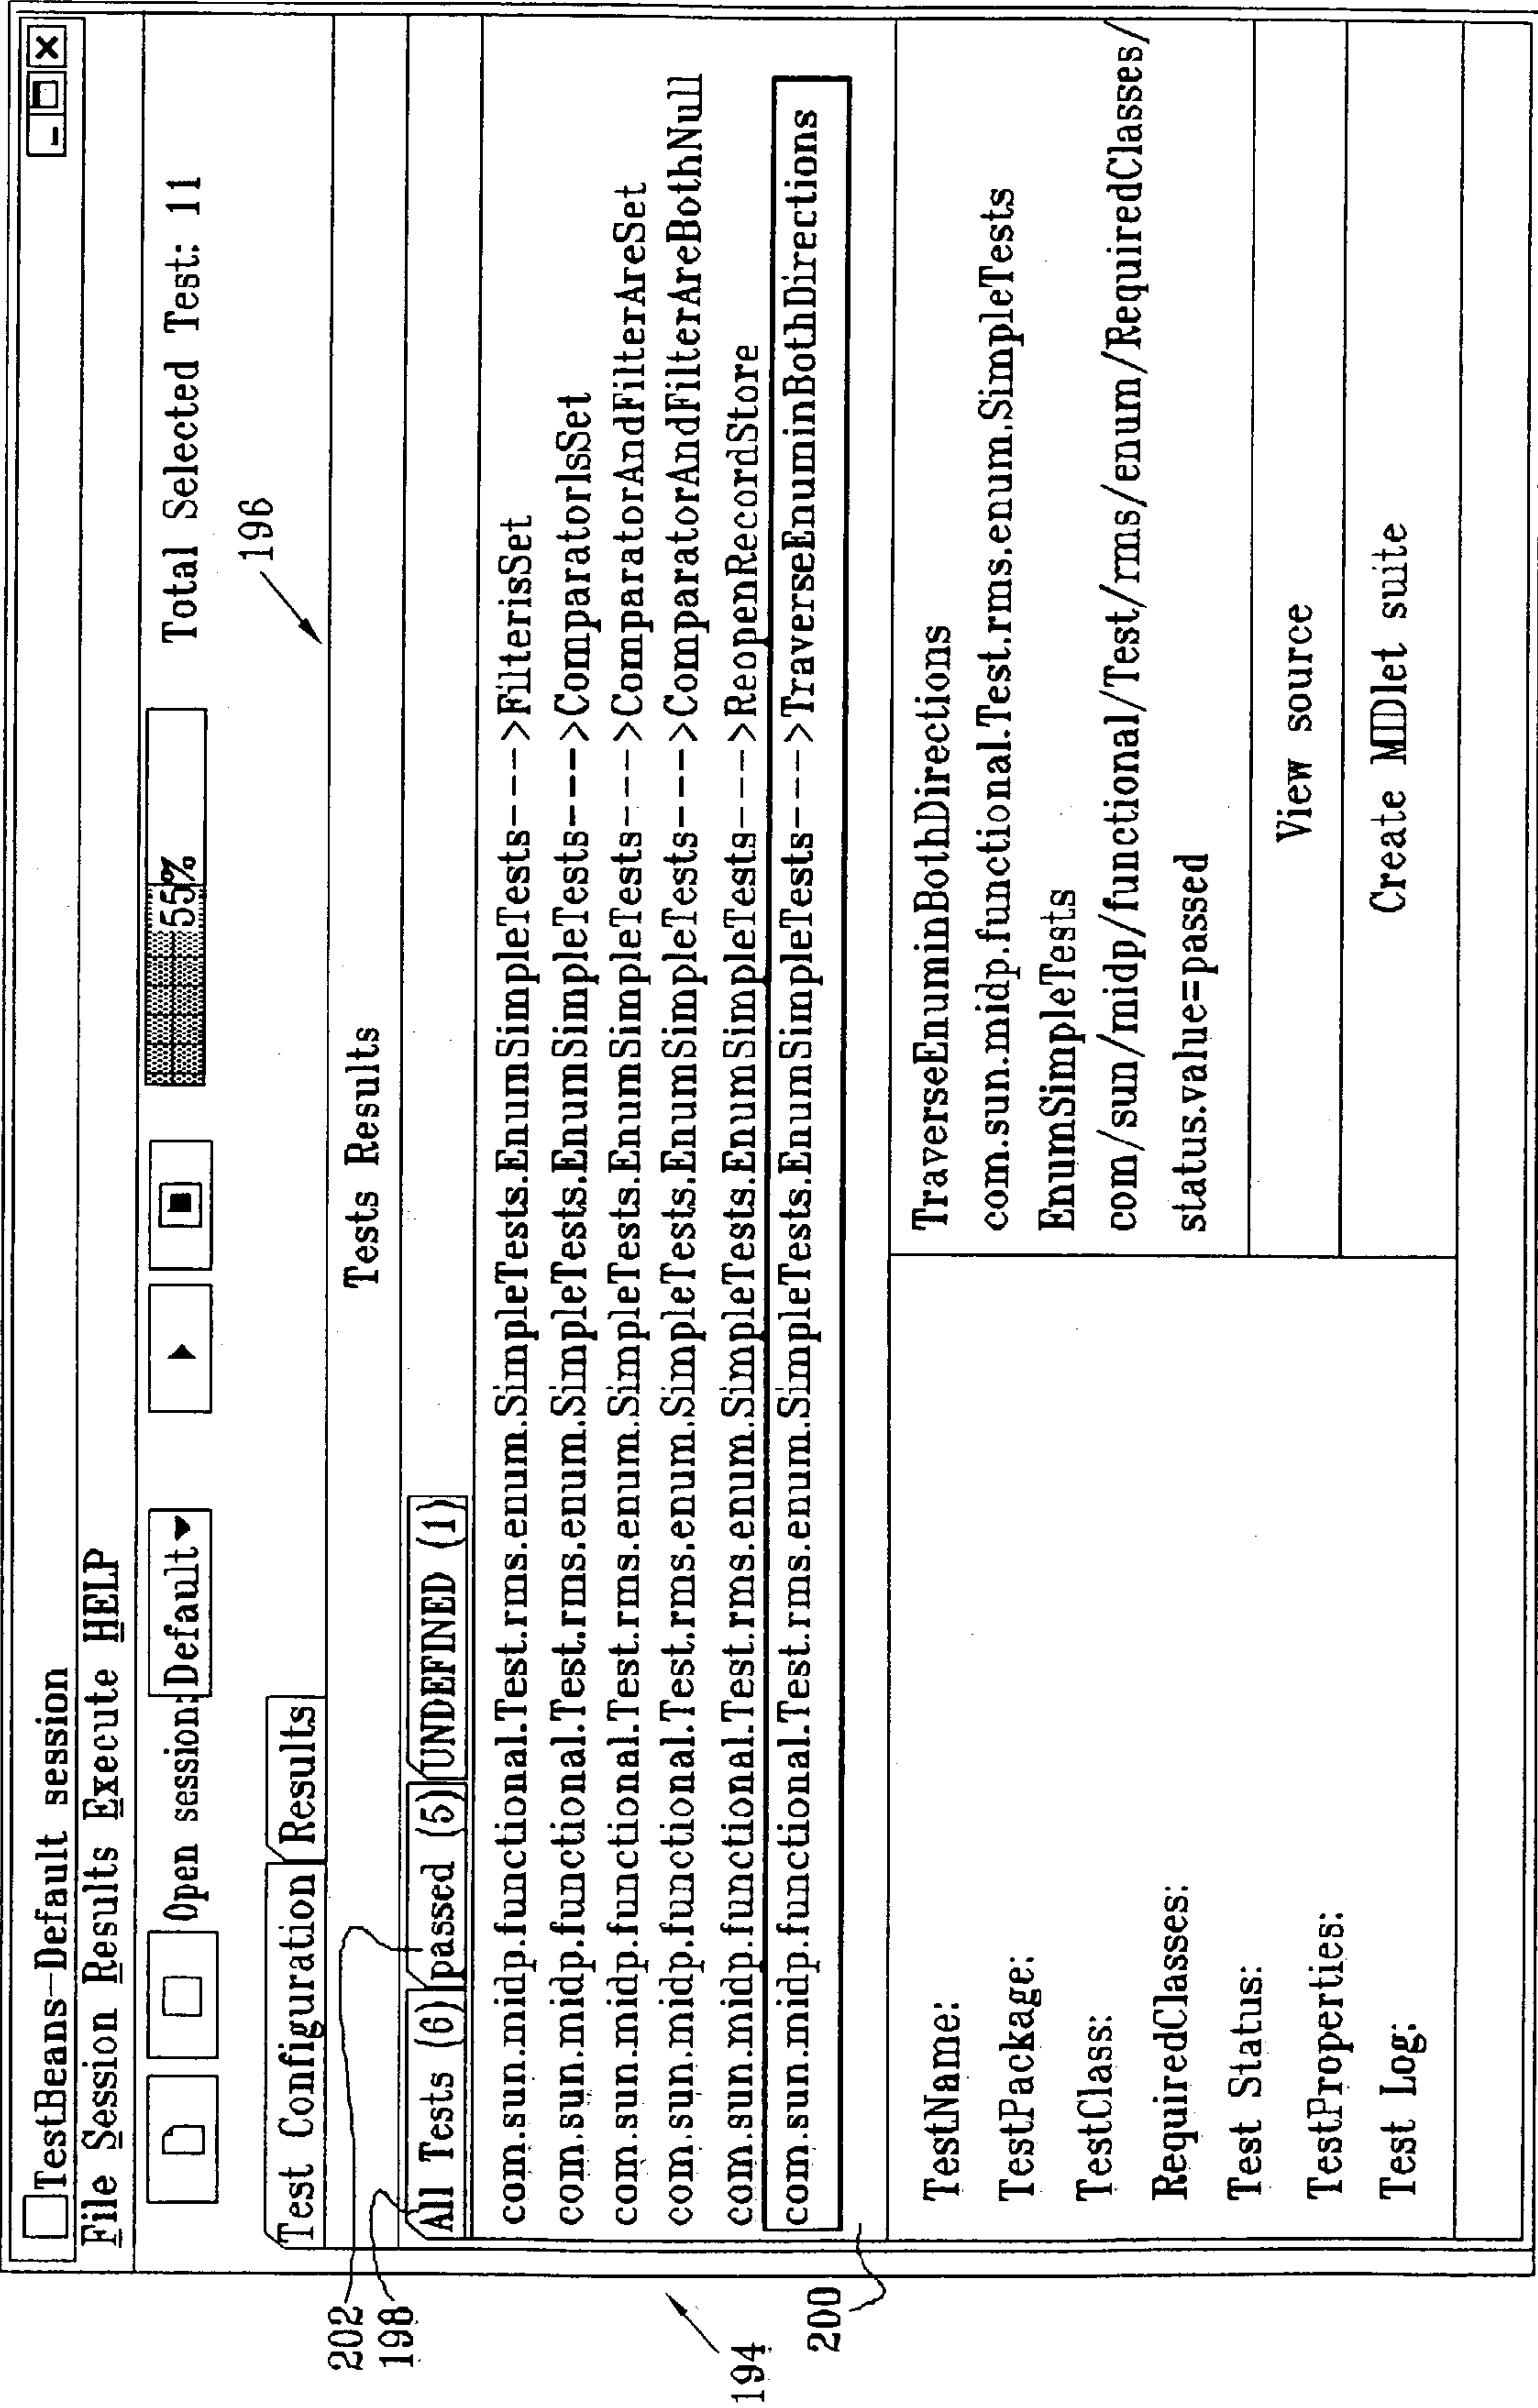 TestBeans-Default session
File Session Results Execute HELP
Open session: Default 55% Total Selected Test: 11
196
Test Configuration Results
Tests Results
202
198
All Tests (6) passed (5) UNDEFINED (1)
com.sun.midp.functional.Test.rms.enum.SimpleTests.EnumSimpleTests--->FilterisSet
com.sun.midp.functional.Test.rms.enum.SimpleTests.EnumSimpleTests--->ComparatorIsSet
com.sun.midp.functional.Test.rms.enum.SimpleTests.EnumSimpleTests--->ComparatorAndFilterAreSet
com.sun.midp.functional.Test.rms.enum.SimpleTests.EnumSimpleTests--->ComparatorAndFilterAreBothNull
com.sun.midp.functional.Test.rms.enum.SimpleTests.EnumSimpleTests--->ReopenRecordStore
com.sun.midp.functional.Test.rms.enum.SimpleTests.EnumSimpleTests--->TraverseEnuminBothDirections
194
200
TestName: TraverseEnuminBothDirections
TestPackage: com.sun.midp.functional.Test.rms.enum.SimpleTests
TestClass: EnumSimpleTests
RequiredClasses: com/sun/midp/functional/Test/rms/enum/RequiredClasses/
Test Status: status.value=passed
TestProperties: View source
Test Log: Create MIDlet suite